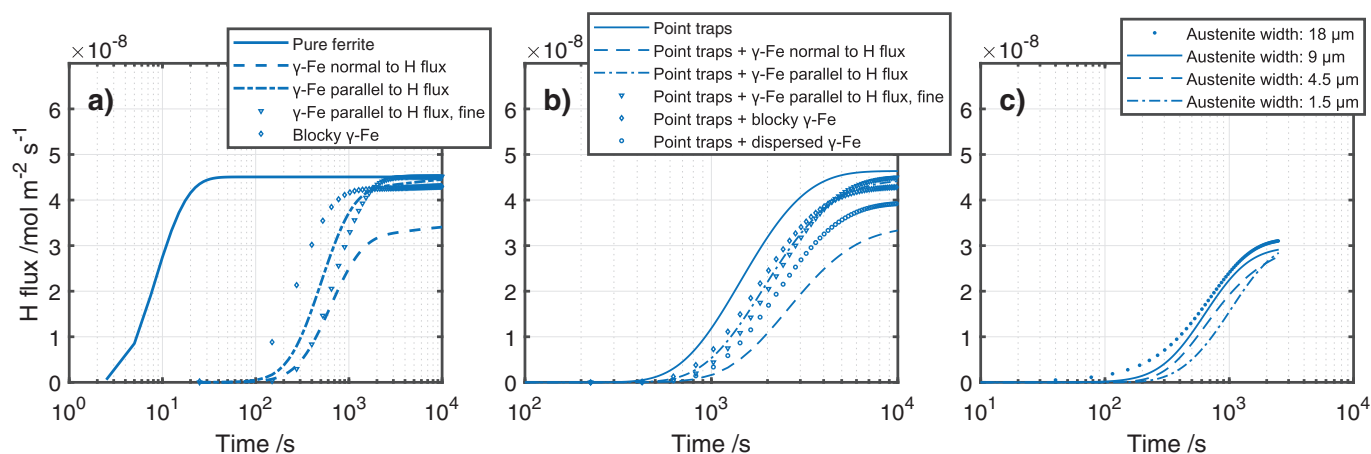 ×10⁻⁸
Pure ferrite
γ-Fe normal to H flux
γ-Fe parallel to H flux
γ-Fe parallel to H flux, fine
Blocky γ-Fe
a)
H flux /mol m⁻² s⁻¹
6
5
4
3
2
1
0
10⁰ 10¹ 10² 10³ 10⁴
Time /s
×10⁻⁸
Point traps
Point traps + γ-Fe normal to H flux
Point traps + γ-Fe parallel to H flux
Point traps + γ-Fe parallel to H flux, fine
Point traps + blocky γ-Fe
Point traps + dispersed γ-Fe
b)
6
5
4
3
2
1
0
10² 10³ 10⁴
Time /s
×10⁻⁸
Austenite width: 18 μm
Austenite width: 9 μm
Austenite width: 4.5 μm
Austenite width: 1.5 μm
c)
6
5
4
3
2
1
0
10¹ 10² 10³ 10⁴
Time /s